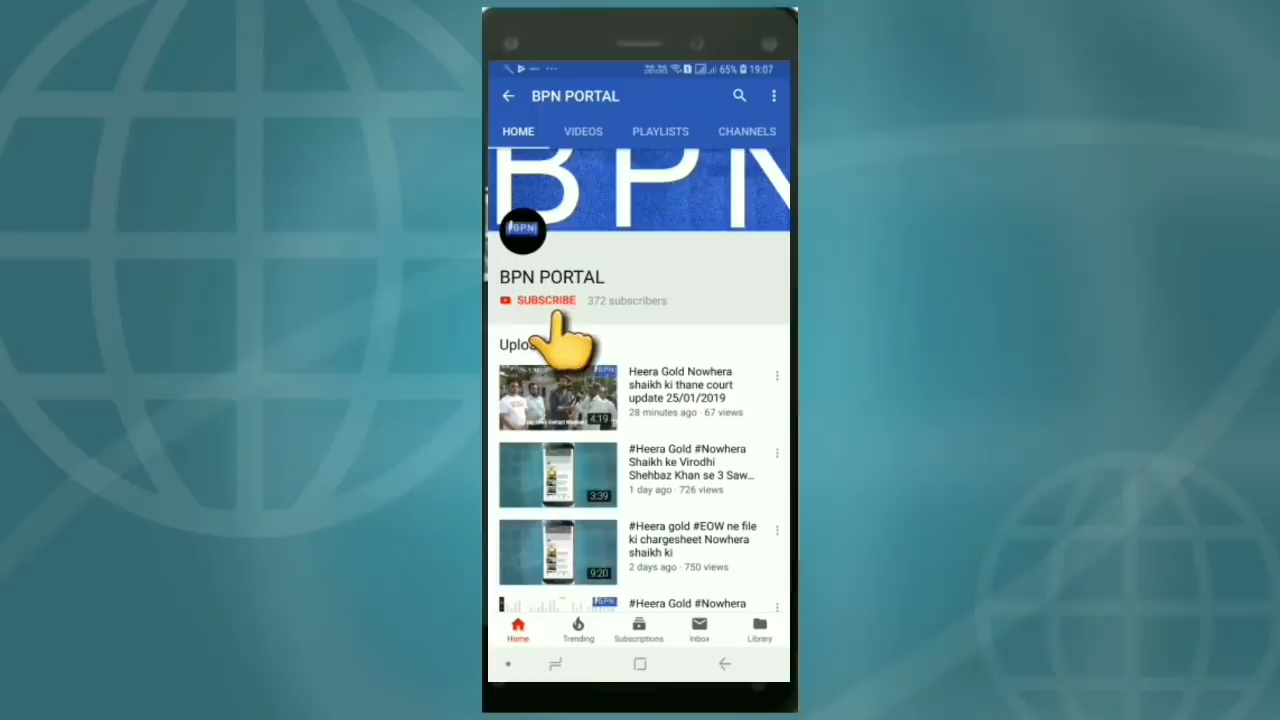 65% 19:07
BPN PORTAL
HOME VIDEOS PLAYLISTS CHANNELS
BPN
BPN
BPN PORTAL
SUBSCRIBE 372 subscribers
Uplo
Heera Gold Nowhera
shaikh ki thane court
update 25/01/2019
28 minutes ago · 67 views
BPN
4:19
#Heera Gold #Nowhera
Shaikh ke Virodhi
Shehbaz Khan se 3 Saw...
1 day ago · 726 views
3:39
#Heera gold #EOW ne file
ki chargesheet Nowhera
shaikh ki
2 days ago · 750 views
9:20
#Heera Gold #Nowhera
BPN
Home Trending Subscriptions Inbox Library